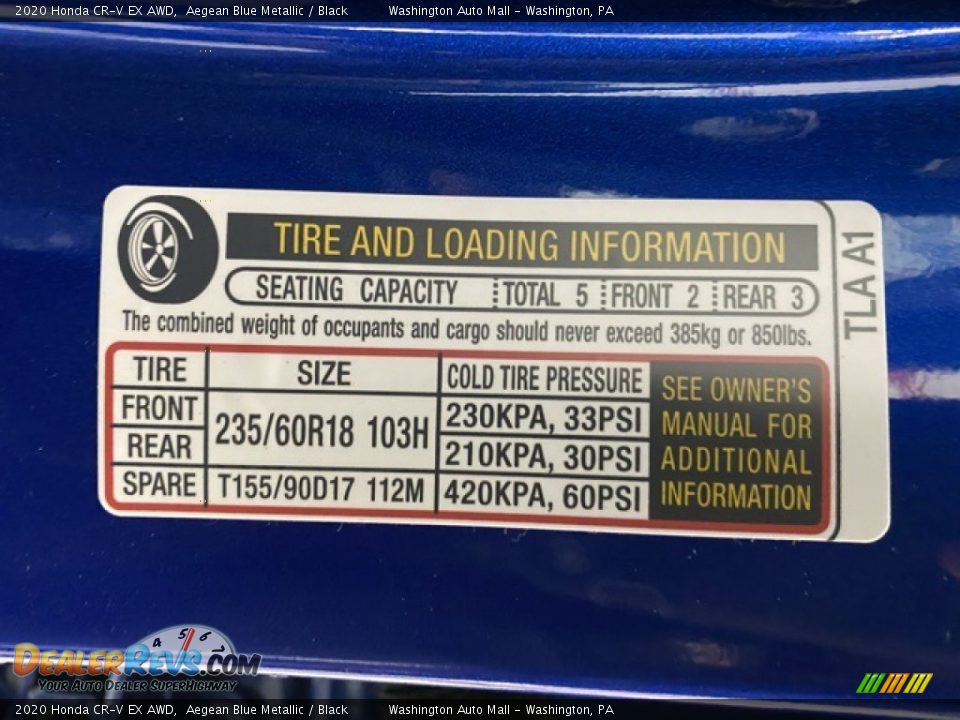 2020 Honda CR-V EX AWD, Aegean Blue Metallic / Black Washington Auto Mall - Washington, PA
TIRE AND LOADING INFORMATION
SEATING CAPACITY TOTAL 5 FRONT 2 REAR 3
The combined weight of occupants and cargo should never exceed 385kg or 850lbs.
TLA A1
TIRE SIZE COLD TIRE PRESSURE
FRONT 235/60R18 103H 230KPA, 33PSI
REAR 210KPA, 30PSI
SPARE T155/90D17 112M 420KPA, 60PSI
SEE OWNER'S
MANUAL FOR
ADDITIONAL
INFORMATION
4 5 6 7
DealerRevs.com
Your Auto Dealer SuperHighway
2020 Honda CR-V EX AWD, Aegean Blue Metallic / Black Washington Auto Mall - Washington, PA